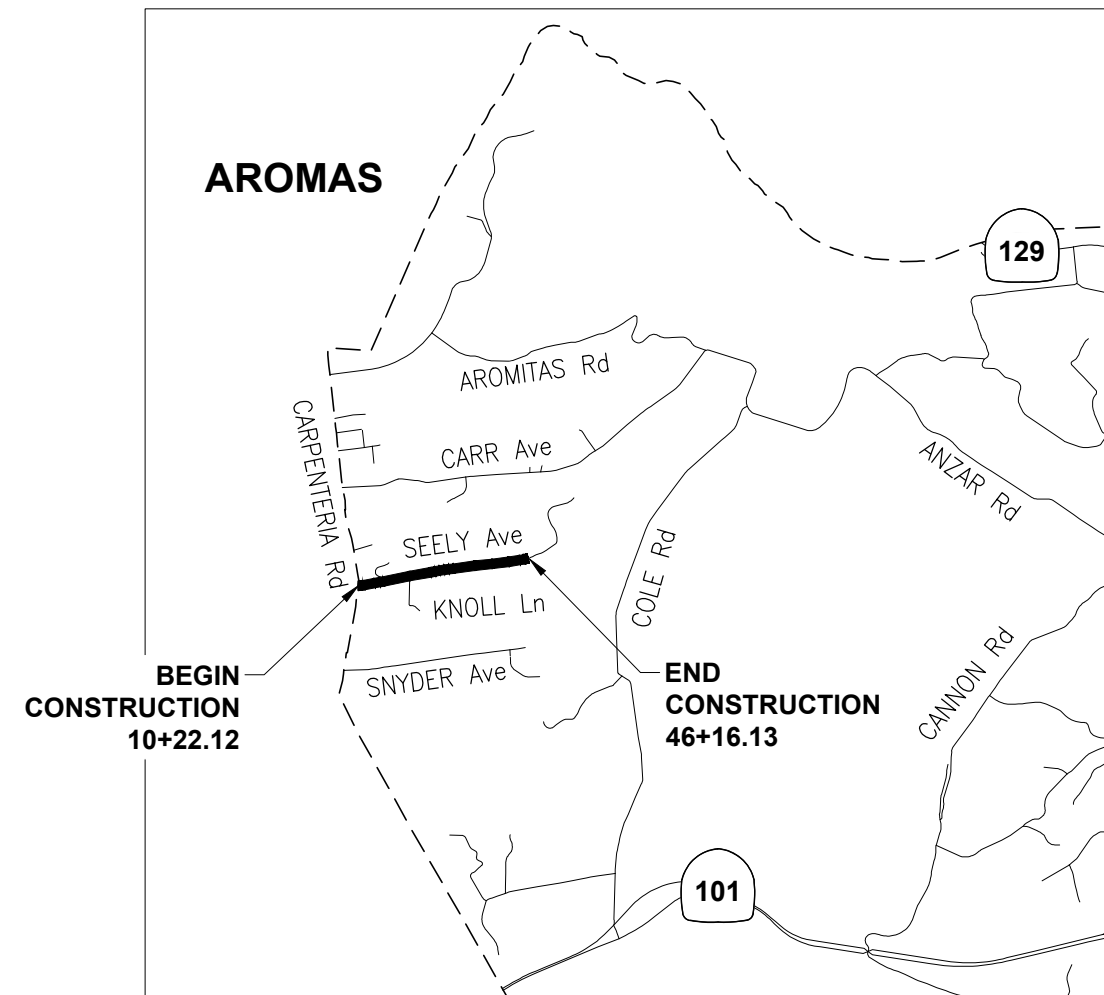 AROMAS
129
AROMITAS Rd
CARPENTERIA Rd
CARR Ave
ANZAR Rd
SEELY Ave
COLE Rd
KNOLL Ln
CANNON Rd
SNYDER Ave
BEGIN
CONSTRUCTION
10+22.12
END
CONSTRUCTION
46+16.13
101